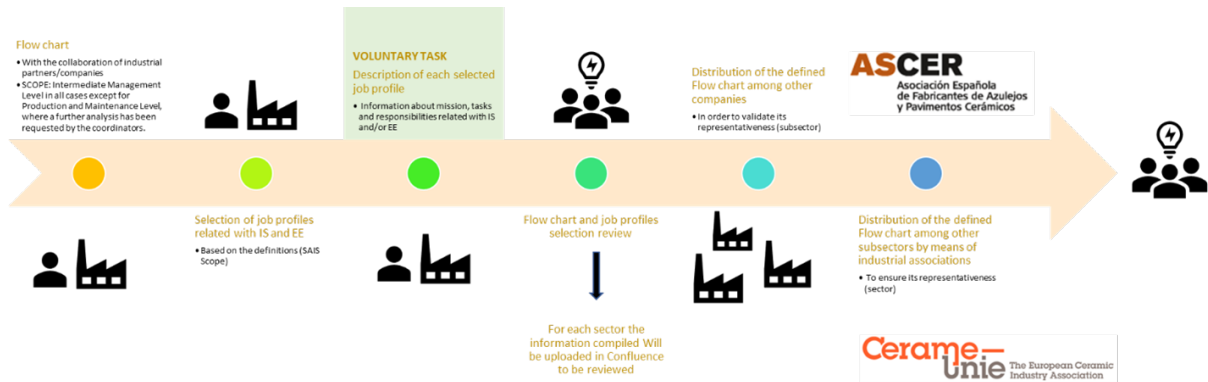 Flow chart
• With the collaboration of industrial
partners/companies
• SCOPE: Intermediate Management
Level in all cases except for
Production and Maintenance Level,
where a further analysis has been
requested by the coordinators.
Selection of job profiles
related with IS and EE
• Based on the definitions (SAIS
Scope)
VOLUNTARY TASK
Description of each selected
job profile
• Information about mission, tasks
and responsibilities related with IS
and/or EE
Flow chart and job profiles
selection review
For each sector the
information compiled Will
be uploaded in Confluence
to be reviewed
Distribution of the defined
Flow chart among other
companies
• In order to validate its
representativeness (subsector)
ASCER
Asociación Española
de Fabricantes de Azulejos
y Pavimentos Cerámicos
Distribution of the defined
Flow chart among other
subsectors by means of
industrial associations
• To ensure its representativeness
(sector)
Cerame—
Unie The European Ceramic
Industry Association